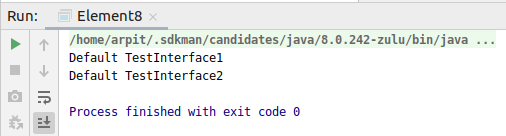 Run: Element8
/home/arpit/.sdkman/candidates/java/8.0.242-zulu/bin/java ...
Default TestInterface1
Default TestInterface2
Process finished with exit code 0